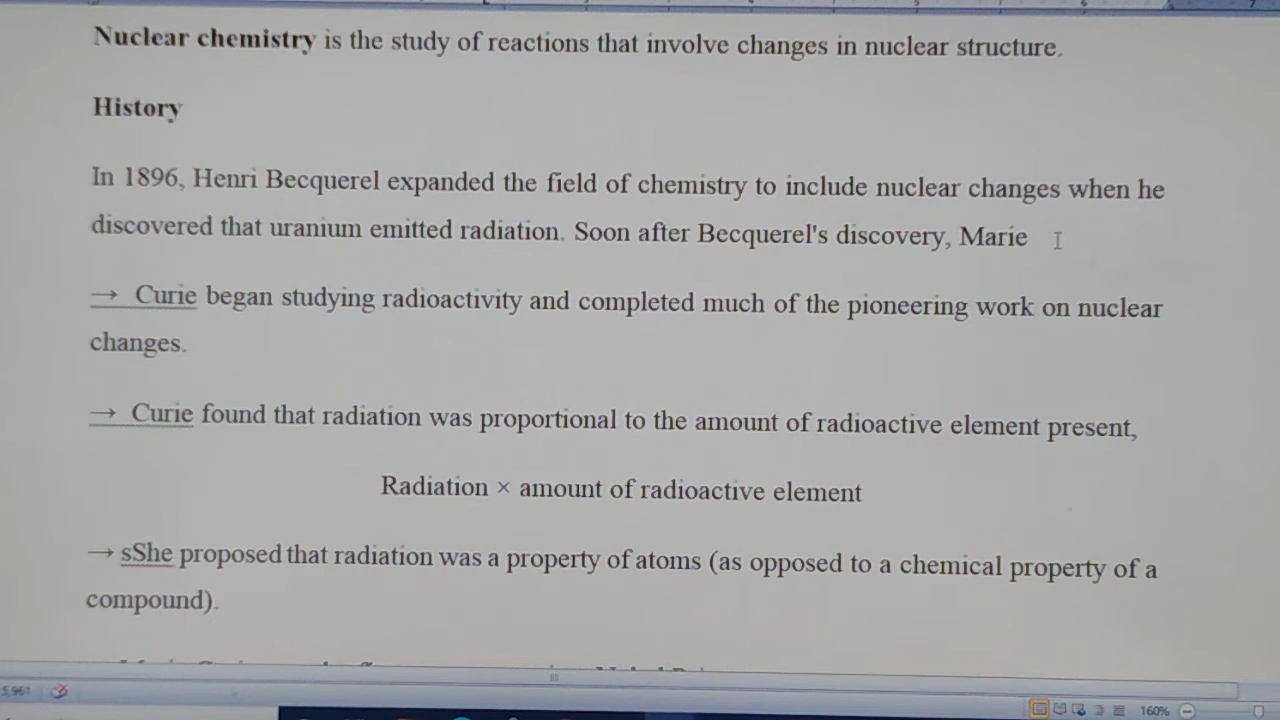 Nuclear chemistry is the study of reactions that involve changes in nuclear structure.
History
In 1896, Henri Becquerel expanded the field of chemistry to include nuclear changes when he
discovered that uranium emitted radiation. Soon after Becquerel's discovery, Marie
→ Curie began studying radioactivity and completed much of the pioneering work on nuclear
changes.
→ Curie found that radiation was proportional to the amount of radioactive element present,
Radiation × amount of radioactive element
→ sShe proposed that radiation was a property of atoms (as opposed to a chemical property of a
compound).
5,961
160%